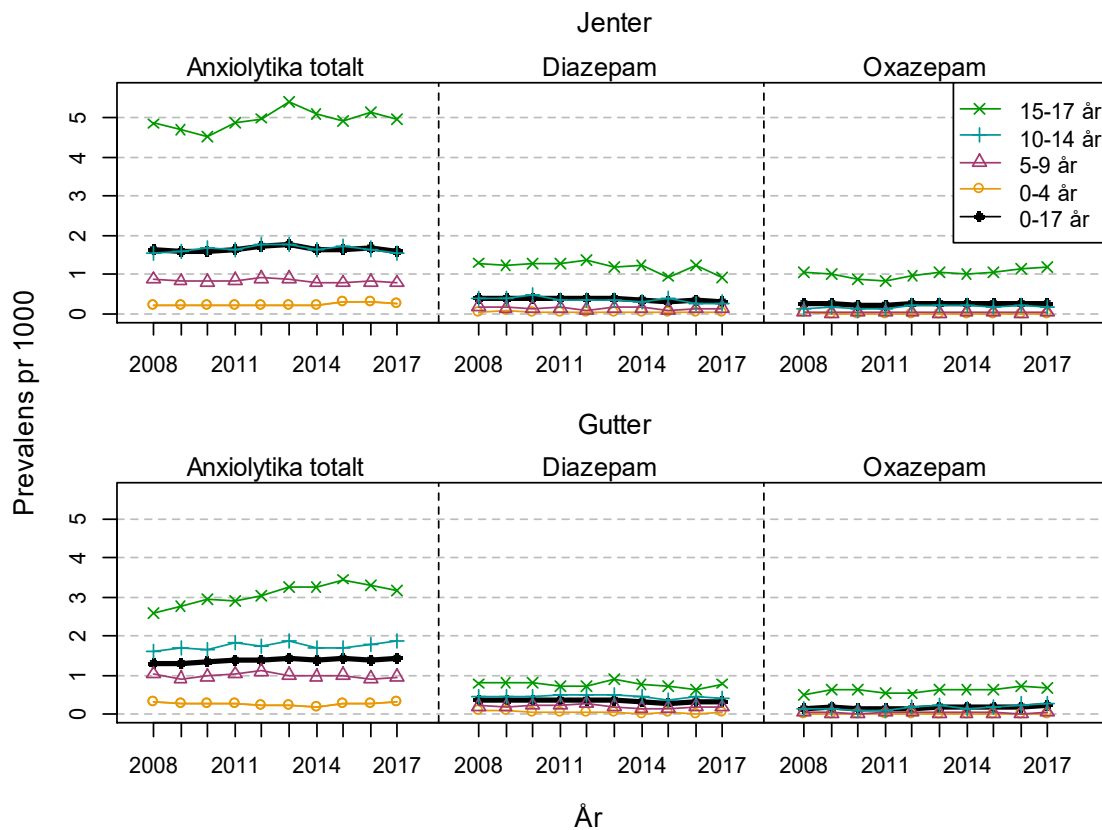 Jenter
Anxiolytika totalt Diazepam Oxazepam
5
4
3
2
1
0
15-17 år
10-14 år
5-9 år
0-4 år
0-17 år
2008 2011 2014 2017 2008 2011 2014 2017 2008 2011 2014 2017
Prevalens pr 1000
Gutter
Anxiolytika totalt Diazepam Oxazepam
5
4
3
2
1
0
2008 2011 2014 2017 2008 2011 2014 2017 2008 2011 2014 2017
År